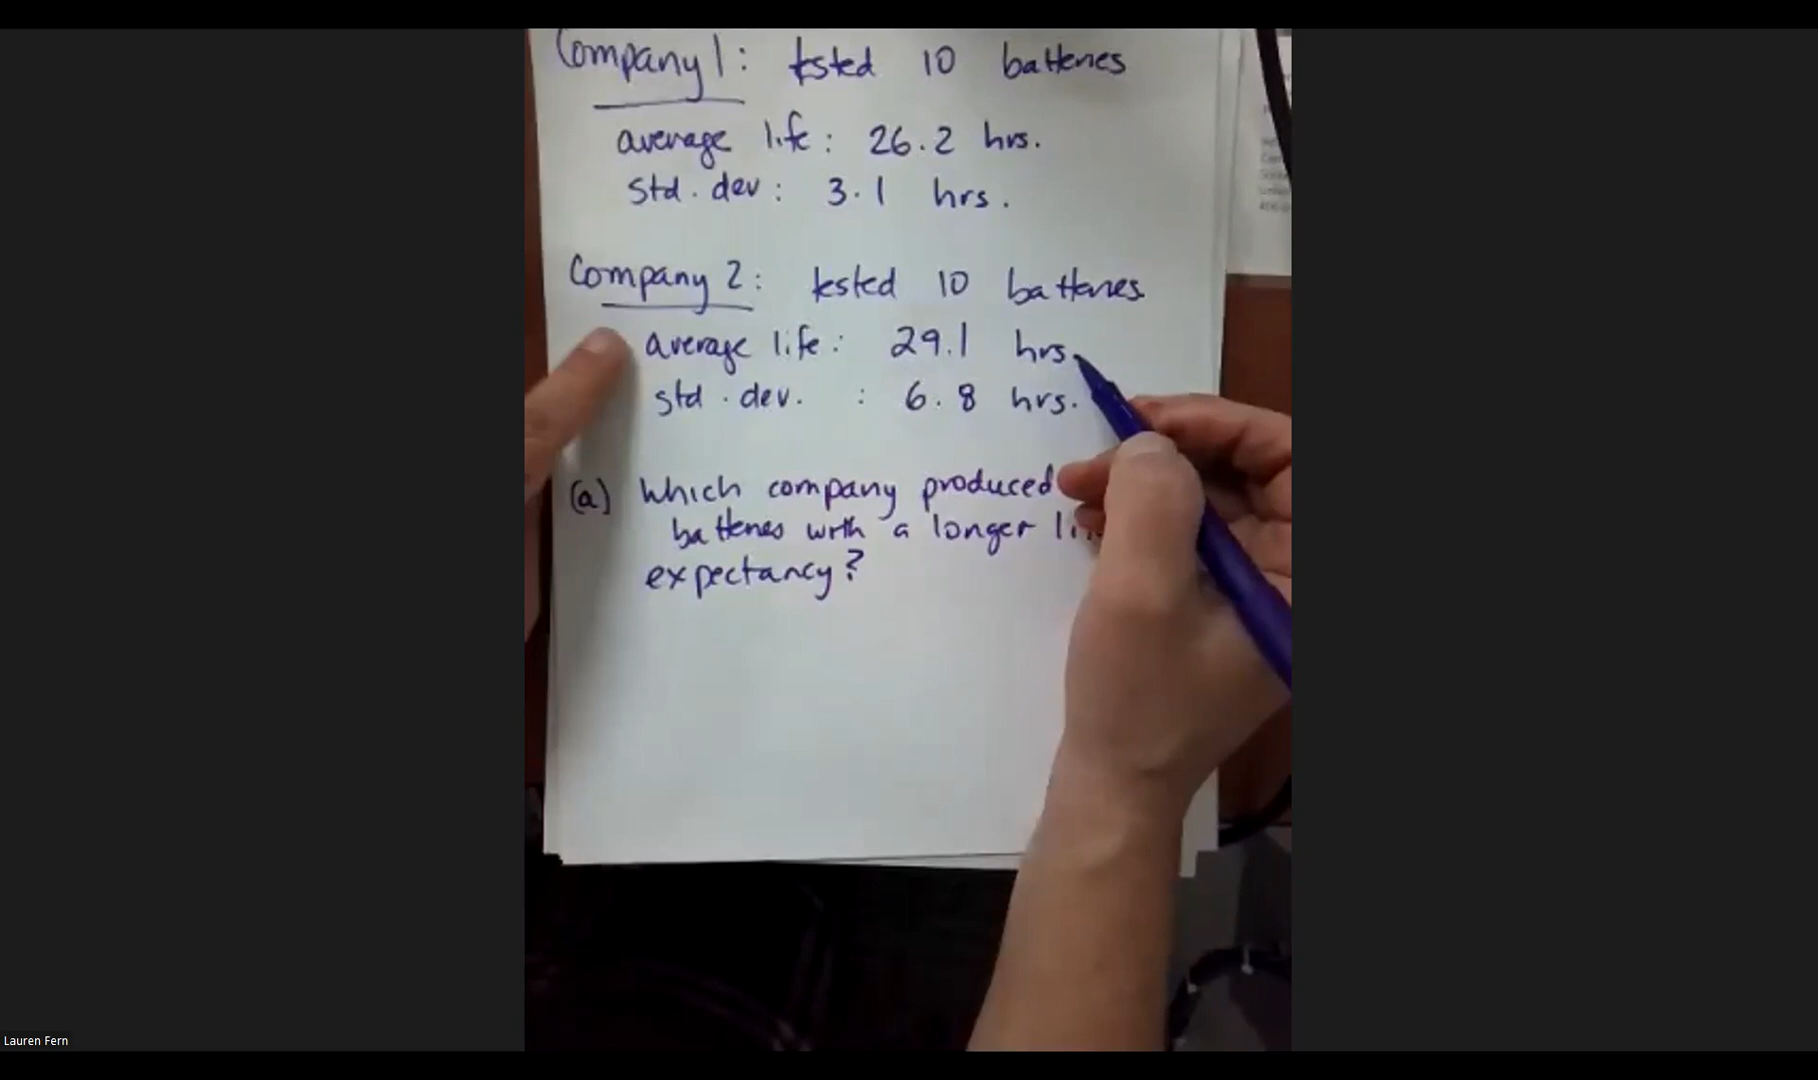 Company 1: tested 10 batteries
average life: 26.2 hrs.
std. dev: 3.1 hrs.
Company 2: tested 10 batteries
average life: 29.1 hrs.
std. dev. : 6.8 hrs.
(a) Which company produced
batteries with a longer
expectancy?
Lauren Fern